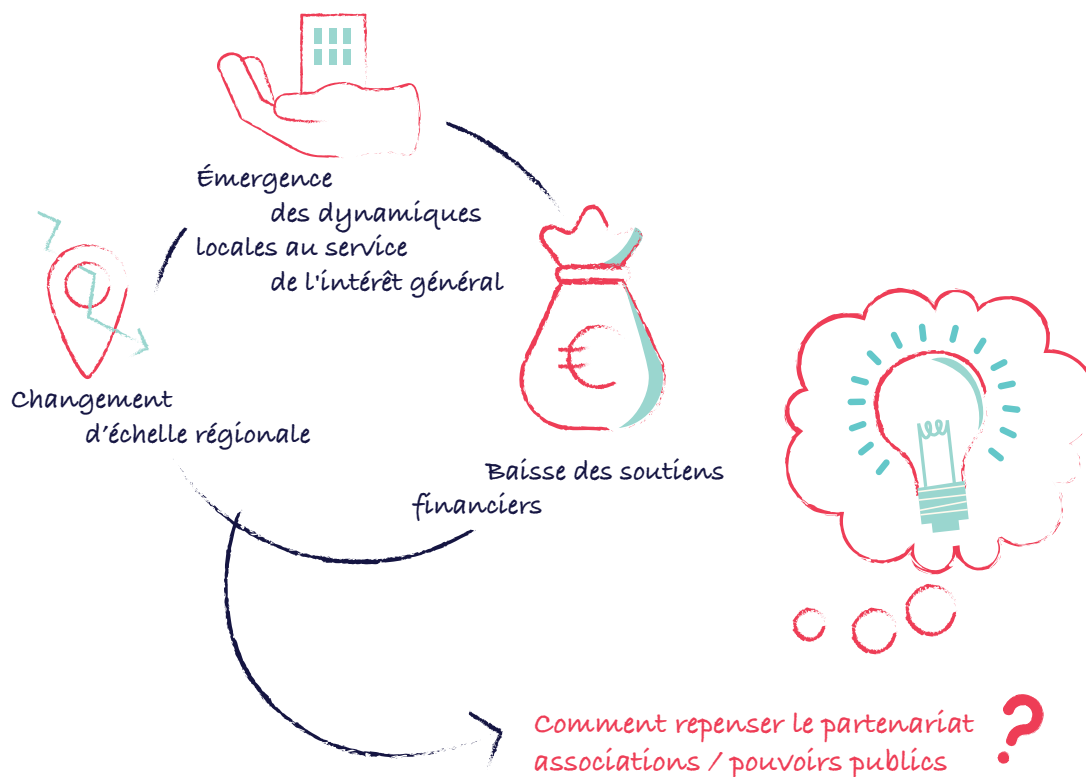 Émergence
des dynamiques
locales au service
de l'intérêt général
Changement
d'échelle régionale
Baisse des soutiens
financiers
Comment repenser le partenariat
associations / pouvoirs publics ?